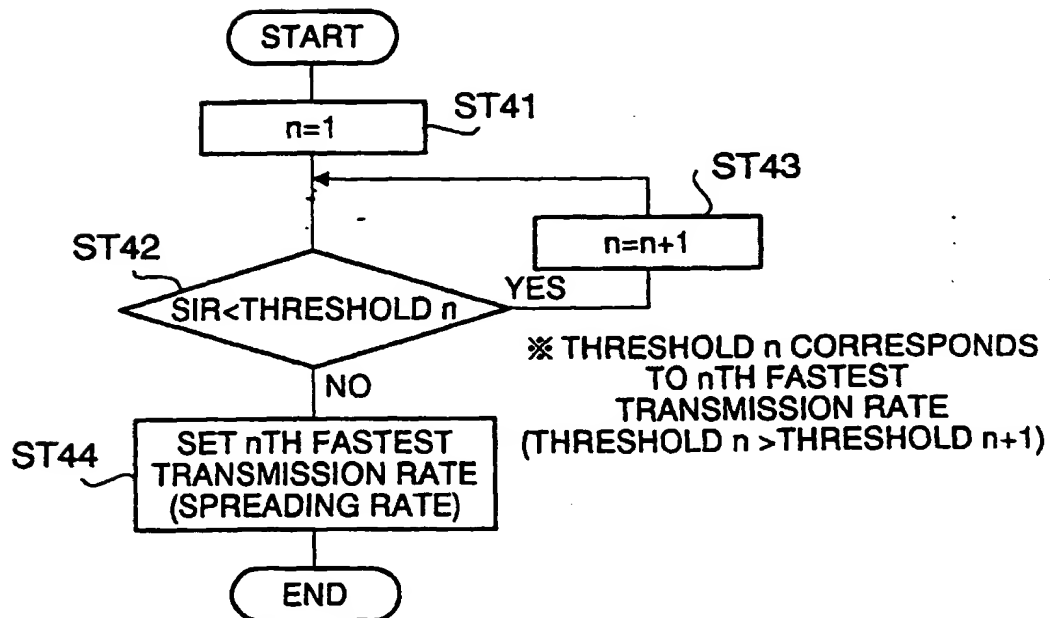 START
ST41
n=1
ST43
n=n+1
ST42
SIR<THRESHOLD n
YES
※ THRESHOLD n CORRESPONDS
TO nTH FASTEST
TRANSMISSION RATE
(THRESHOLD n >THRESHOLD n+1)
NO
ST44
SET nTH FASTEST
TRANSMISSION RATE
(SPREADING RATE)
END